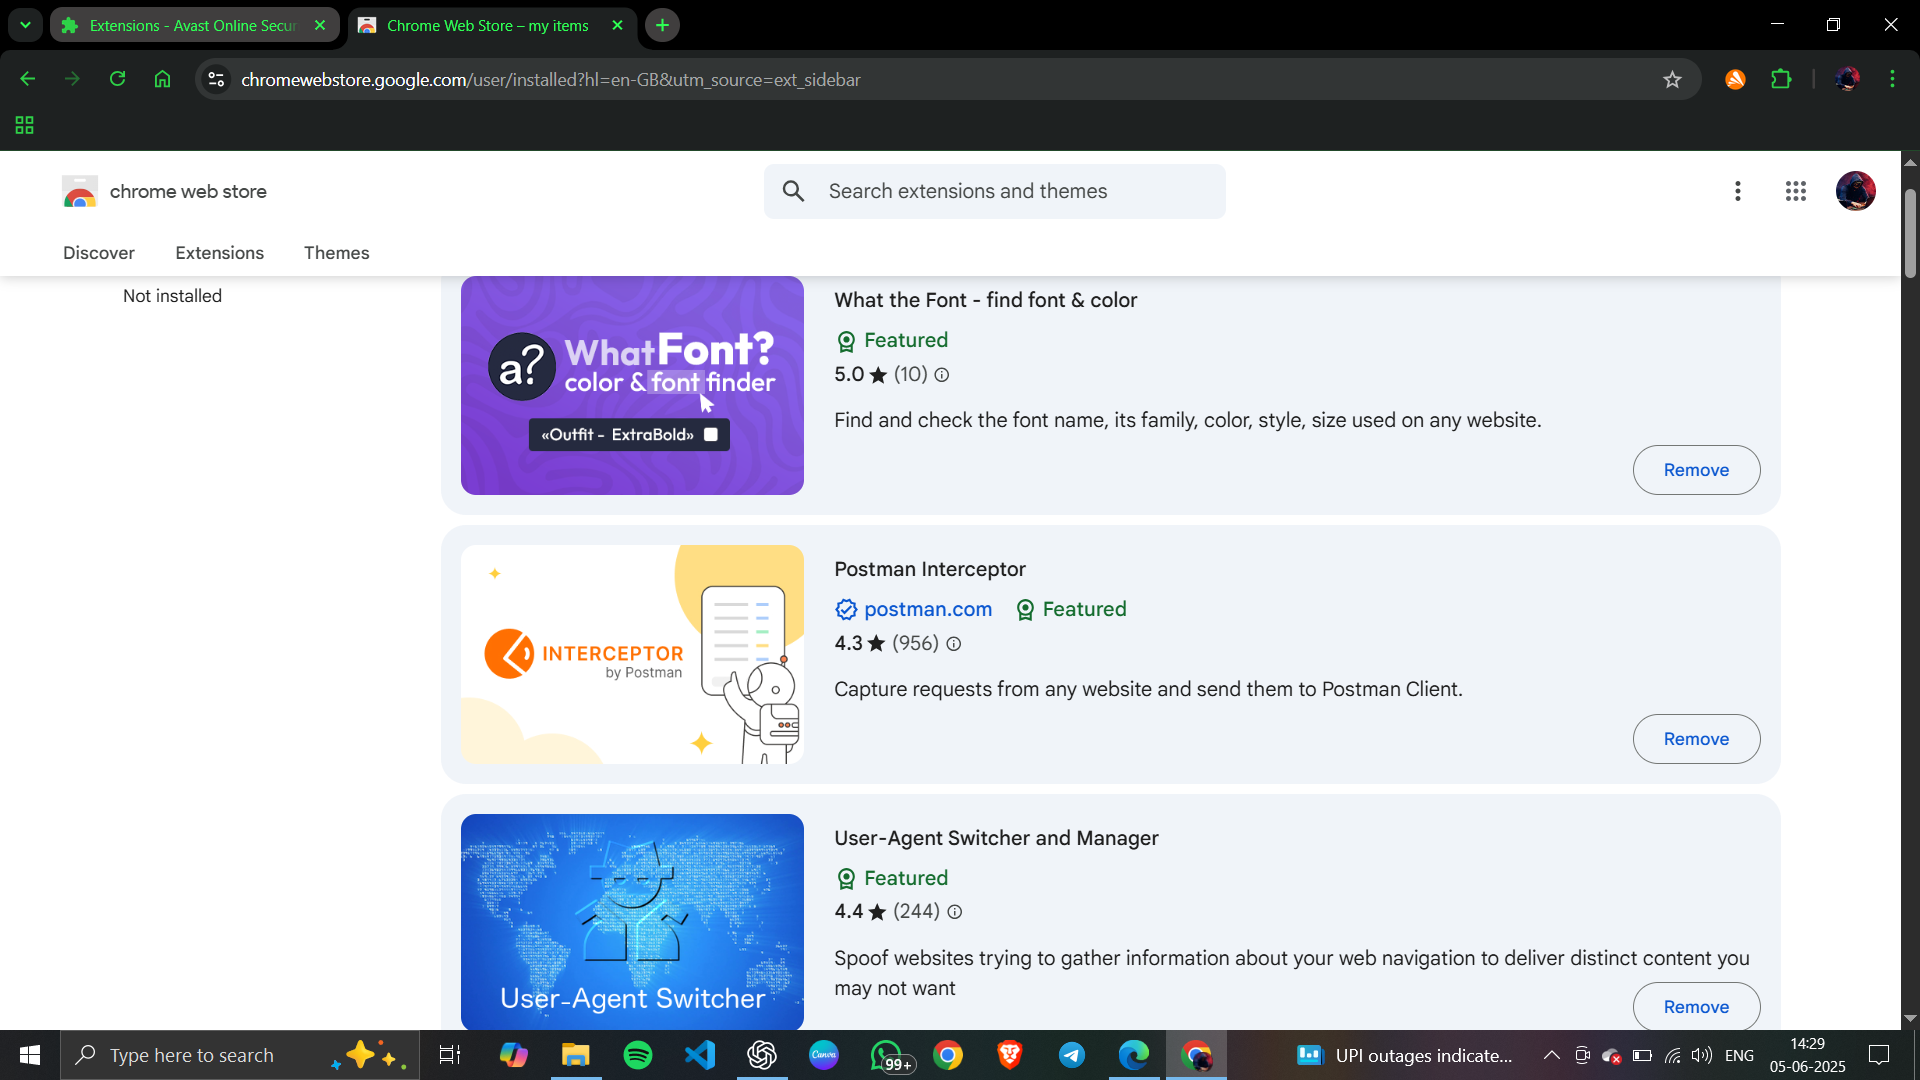 Extensions - Avast Online Secur
Chrome Web Store – my items
chromewebstore.google.com/user/installed?hl=en-GB&utm_source=ext_sidebar
chrome web store
Search extensions and themes
Discover
Extensions
Themes
Not installed
What the Font - find font & color
Featured
5.0 ★ (10)
Find and check the font name, its family, color, style, size used on any website.
Remove
a?
WhatFont?
color & font finder
«Outfit - ExtraBold»
Postman Interceptor
postman.com
Featured
4.3 ★ (956)
Capture requests from any website and send them to Postman Client.
Remove
INTERCEPTOR
by Postman
User-Agent Switcher and Manager
Featured
4.4 ★ (244)
Spoof websites trying to gather information about your web navigation to deliver distinct content you
may not want
Remove
User-Agent Switcher
Type here to search
Canva
99+
UPI outages indicate...
ENG
14:29
05-06-2025